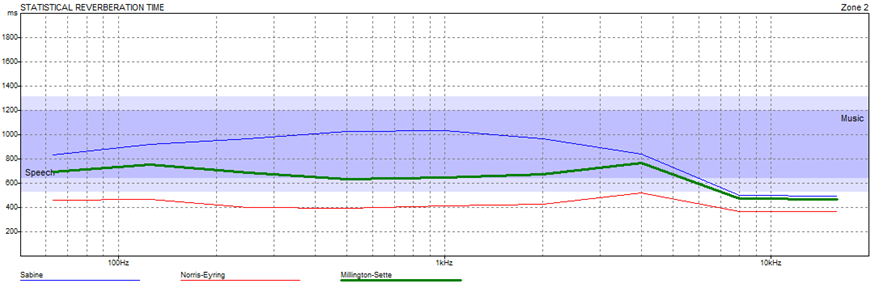 STATISTICAL REVERBERATION TIME Zone 2
ms
1800
1600
1400
1200
Music
1000
800
Speech
600
400
200
100Hz 1kHz 10kHz
Sabine Norris-Eyring Millington-Sette